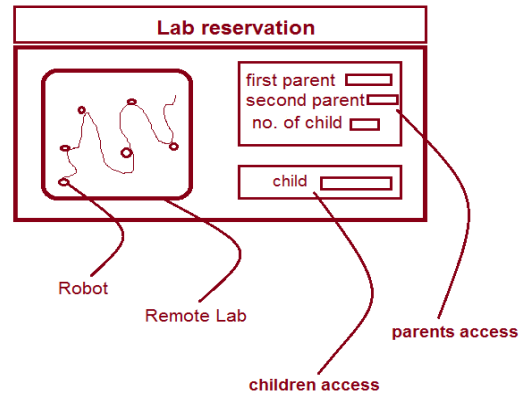 Lab reservation
first parent
second parent
no. of child
child
Robot
Remote Lab
parents access
children access